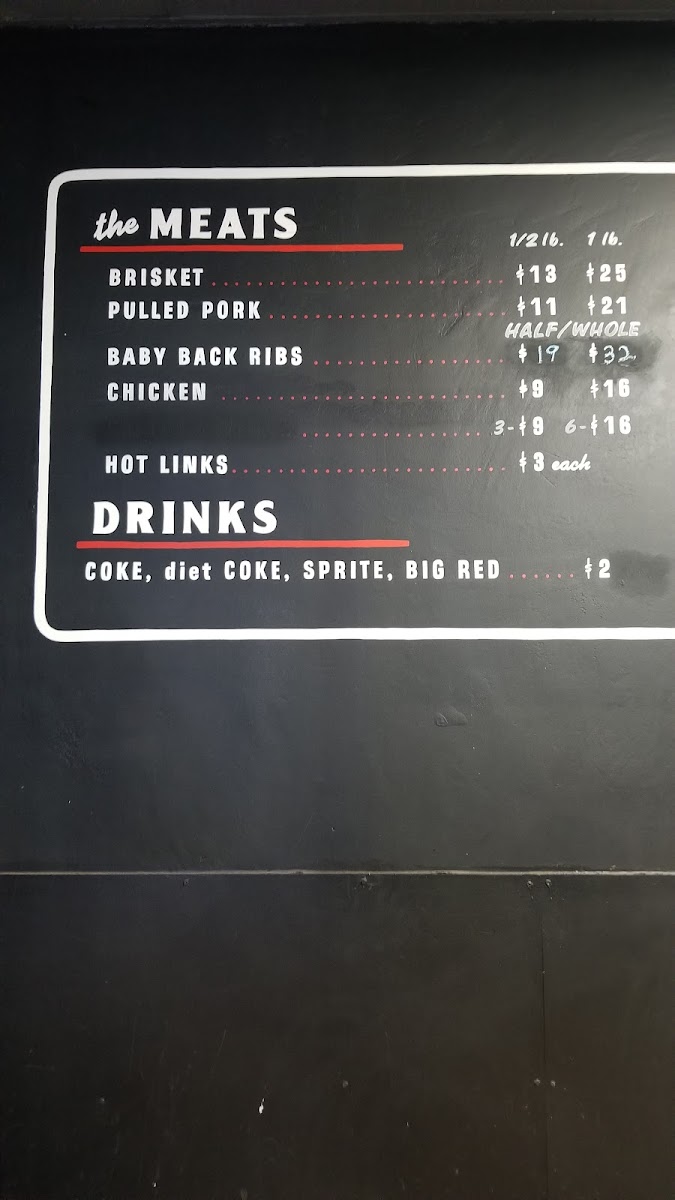 the MEATS
1/2 lb. 1 lb.
BRISKET $13 $25
PULLED PORK $11 $21
HALF/WHOLE
BABY BACK RIBS $19 $32
CHICKEN $9 $16
3-$9 6-$16
HOT LINKS $3 each
DRINKS
COKE, diet COKE, SPRITE, BIG RED $2